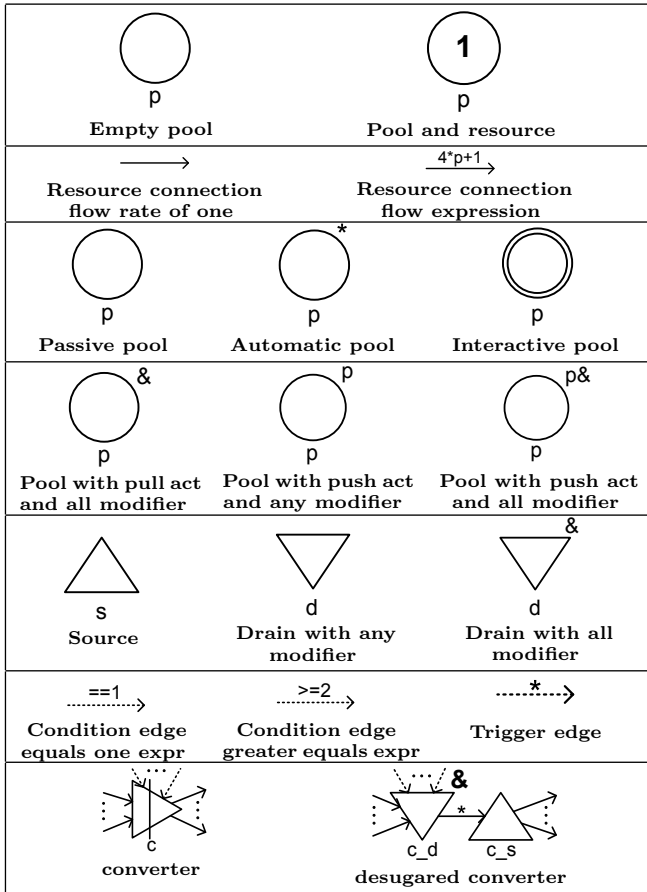 1
p p
Empty pool Pool and resource
4*p+1
Resource connection Resource connection
flow rate of one flow expression
*
p p p
Passive pool Automatic pool Interactive pool
& p p&
p p p
Pool with pull act Pool with push act Pool with push act
and all modifier and any modifier and all modifier
&
s d d
Source Drain with any Drain with all
modifier modifier
==1 >=2 *
Condition edge Condition edge Trigger edge
equals one expr greater equals expr
... ... &
*
c c_d c_s
converter desugared converter